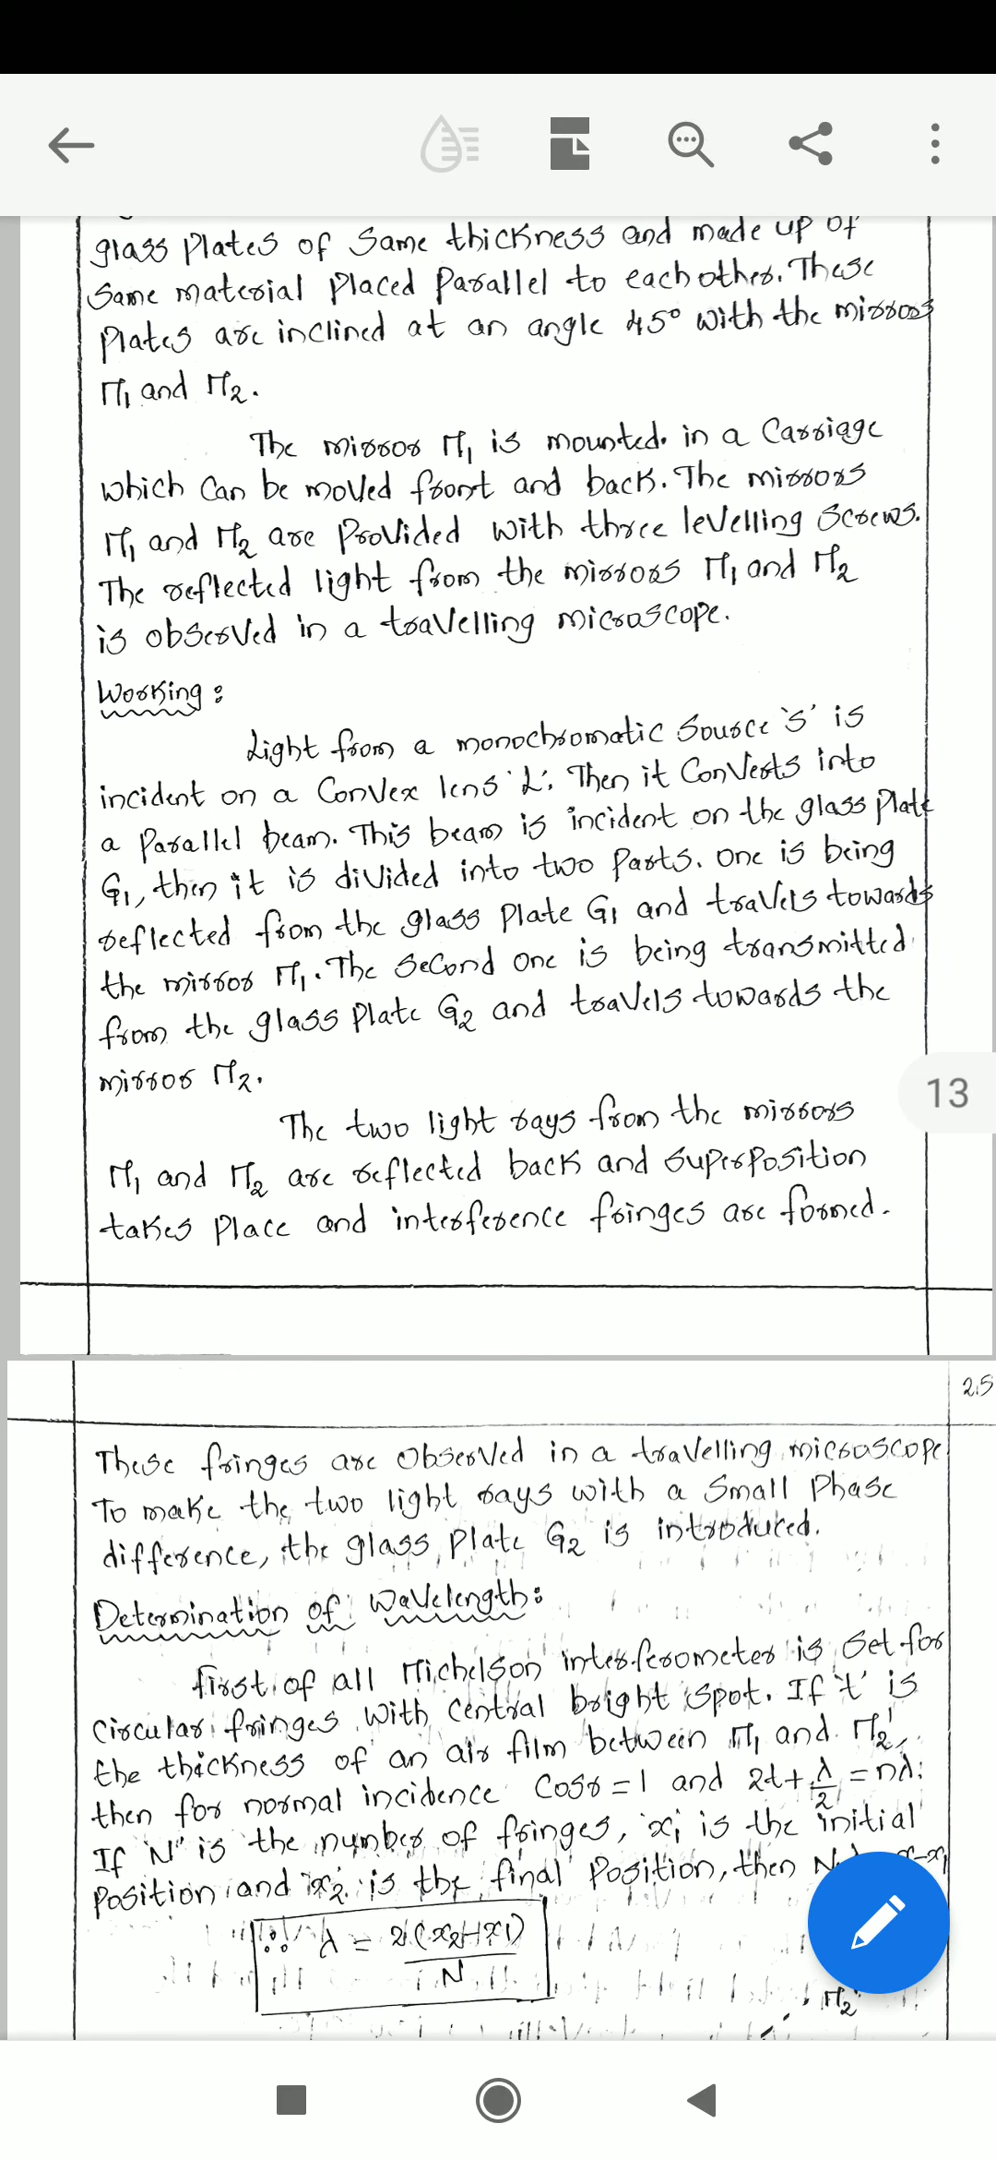 glass plates of same thickness and made up of
same material placed parallel to each other. These
plates are inclined at an angle 45° with the mirrors
M₁ and M₂.
The mirror M₁ is mounted. in a carriage
which can be moved front and back. The mirrors
M₁ and M₂ are provided with three levelling screws.
The reflected light from the mirrors M₁ and M₂
is observed in a travelling microscope.
Working :
Light from a monochromatic source 'S' is
incident on a convex lens 'L'. Then it converts into
a parallel beam. This beam is incident on the glass plate
G₁, then it is divided into two parts. one is being
reflected from the glass plate G₁ and travels towards
the mirror M₁. The second one is being transmitted
from the glass plate G₂ and travels towards the
mirror M₂.
13
The two light rays from the mirrors
M₁ and M₂ are reflected back and superposition
takes place and interference fringes are formed.
25
These fringes are observed in a travelling microscope
To make the two light rays with a small phase
difference, the glass plate G₂ is introduced.
Determination of Wavelength :
First of all Michelson interferometer is set for
circular fringes with central bright spot. If 't' is
the thickness of an air film between M₁ and M₂',
then for normal incidence cosr = 1 and 2t + λ/2 = nλ.
If 'N' is the number of fringes, x₁ is the initial
position and x₂ is the final position, then
∴ λ = 2(x₂-x₁)/N
M₂'